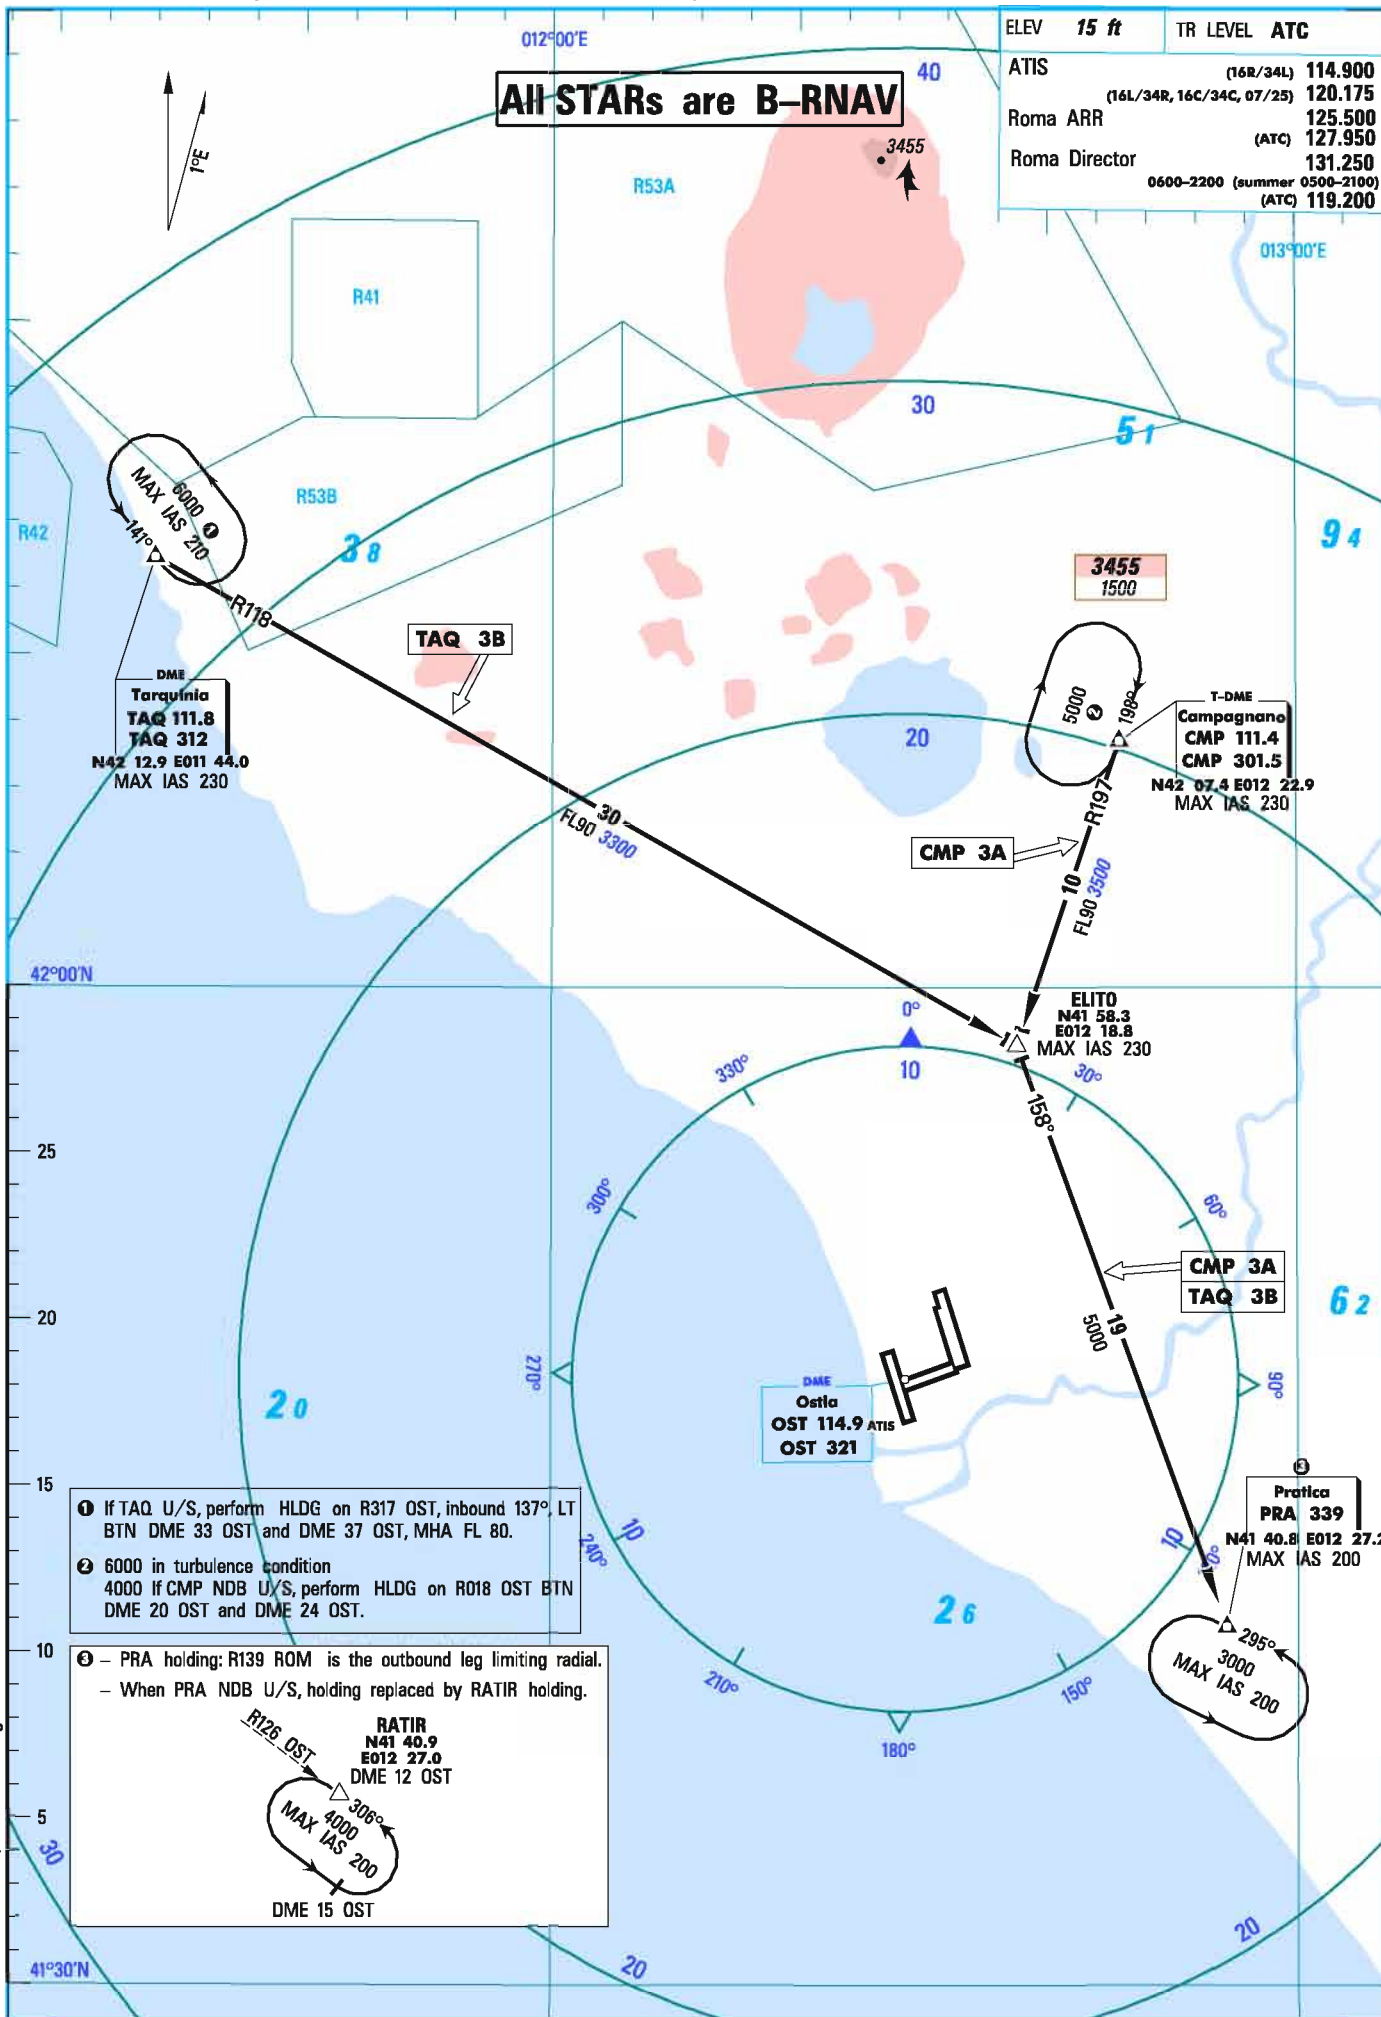 ELEV 15 ft TR LEVEL ATC
ATIS (16R/34L) 114.900
(16L/34R, 16C/34C, 07/25) 120.175
Roma ARR 125.500
(ATC) 127.950
Roma Director 131.250
0600–2200 (summer 0500–2100)
(ATC) 119.200
012°00'E
40
All STARs are B–RNAV
1°E
3455
R53A
013°00'E
R41
30
51
R53B
R42
38
94
6000 ❶
MAX IAS 210
141°
3455
1500
R118
TAQ 3B
DME
Tarquinia
TAQ 111.8
TAQ 312
N42 12.9 E011 44.0
MAX IAS 230
5000 ❷
198°
T-DME
Campagnano
CMP 111.4
CMP 301.5
N42 07.4 E012 22.9
MAX IAS 230
20
R197
30
FL90 3300
CMP 3A
10
FL90 3500
42°00'N
ELITO
N41 58.3
E012 18.8
MAX IAS 230
0°
10
330°
30°
158°
25
300°
60°
CMP 3A
TAQ 3B
62
20
19
5000
270°
90°
DME
Ostia
OST 114.9 ATIS
OST 321
20
15
❸
Pratica
PRA 339
N41 40.8 E012 27.2
MAX IAS 200
❶ If TAQ U/S, perform HLDG on R317 OST, inbound 137°, LT
BTN DME 33 OST and DME 37 OST, MHA FL 80.
❷ 6000 in turbulence condition
4000 If CMP NDB U/S, perform HLDG on R018 OST BTN
DME 20 OST and DME 24 OST.
10
240°
10
26
10
295°
3000
MAX IAS 200
❸ – PRA holding: R139 ROM is the outbound leg limiting radial.
– When PRA NDB U/S, holding replaced by RATIR holding.
210°
150°
180°
R126 OST
RATIR
N41 40.9
E012 27.0
DME 12 OST
306°
4000
MAX IAS 200
DME 15 OST
5
30
20
20
41°30'N